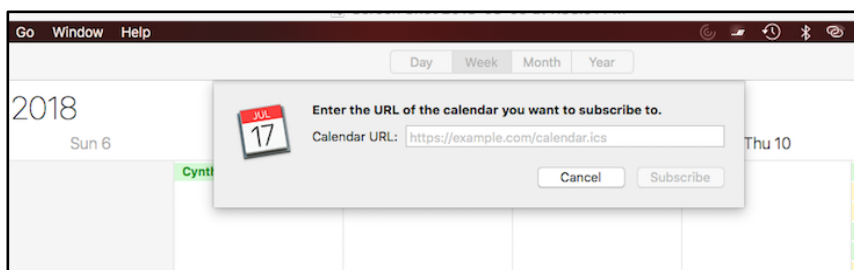 Go Window Help
Day Week Month Year
2018
Sun 6
Thu 10
JUL
17
Enter the URL of the calendar you want to subscribe to.
Calendar URL: https://example.com/calendar.ics
Cancel Subscribe